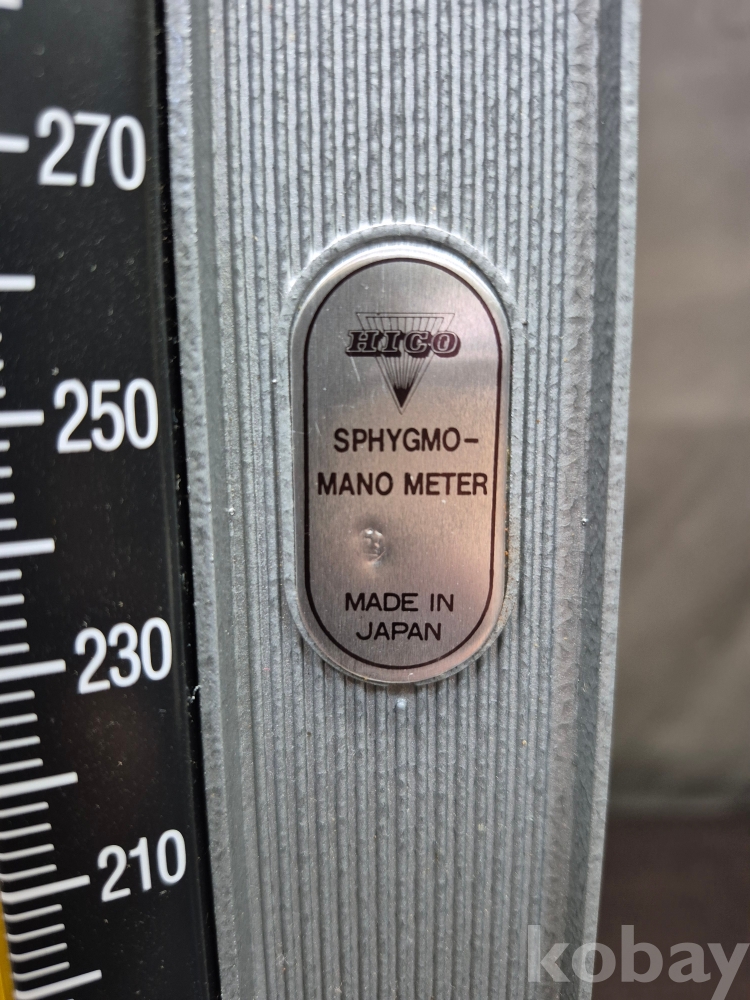 270
250
230
210
HICO
SPHYGMO-
MANO METER
MADE IN
JAPAN
kobay